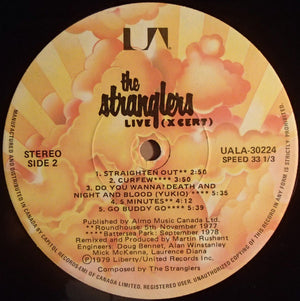 UA
the
stranglers
LIVE (X CERT)
STEREO
SIDE 2
UALA-30224
SPEED 33 1/3
1. STRAIGHTEN OUT** 2:50
2. CURFEW**** 3:50
3. DO YOU WANNA? DEATH AND
NIGHT AND BLOOD (YUKIO) **** 5:35
4. 5 MINUTES** 4:12
5. GO BUDDY GO**** 5:39
Published by Almo Music Canada Ltd.
**Roundhouse: 5th November 1977
****Battersea Park: September 1978
Remixed and Produced by Martin Rushent
Engineers: Doug Bennet, Alan Winstanley
Mick McKenna, Laurence Diana
©1979 Liberty/United Records Inc.
Composed by The Stranglers